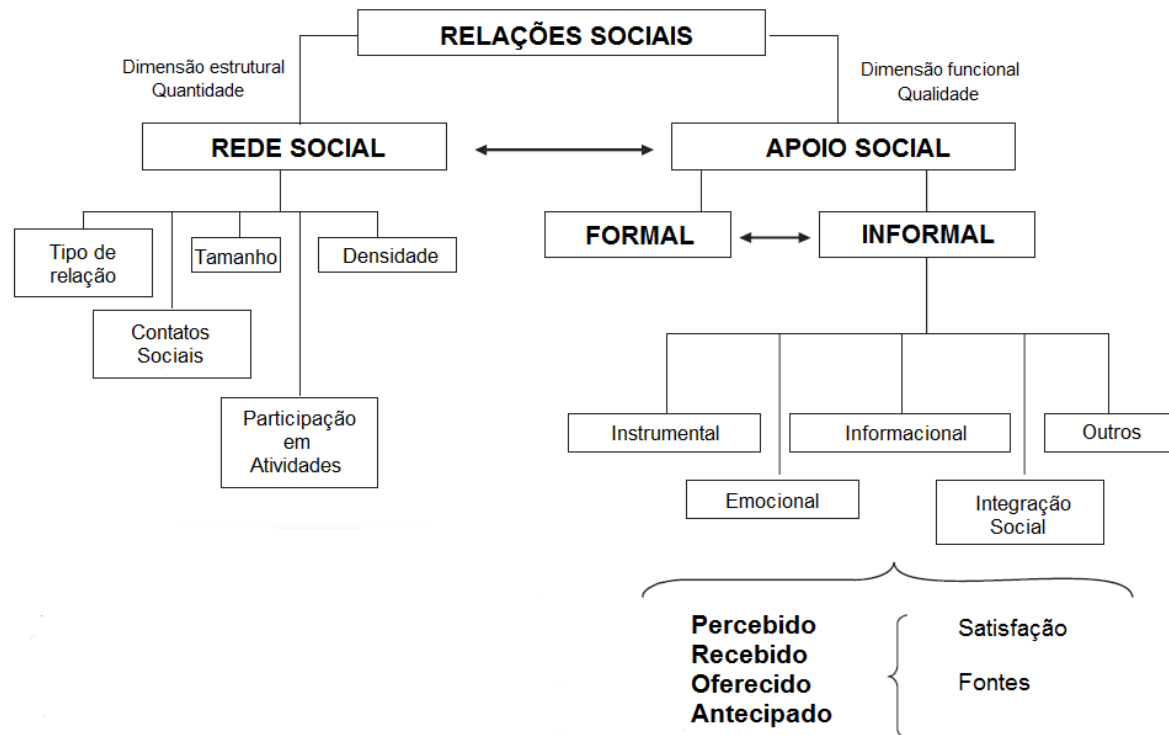 RELAÇÕES SOCIAIS
Dimensão estrutural
Quantidade
Dimensão funcional
Qualidade
REDE SOCIAL
APOIO SOCIAL
FORMAL
INFORMAL
Tipo de
relação
Tamanho
Densidade
Contatos
Sociais
Participação
em
Atividades
Instrumental
Informacional
Outros
Emocional
Integração
Social
Percebido
Recebido
Oferecido
Antecipado
Satisfação
Fontes